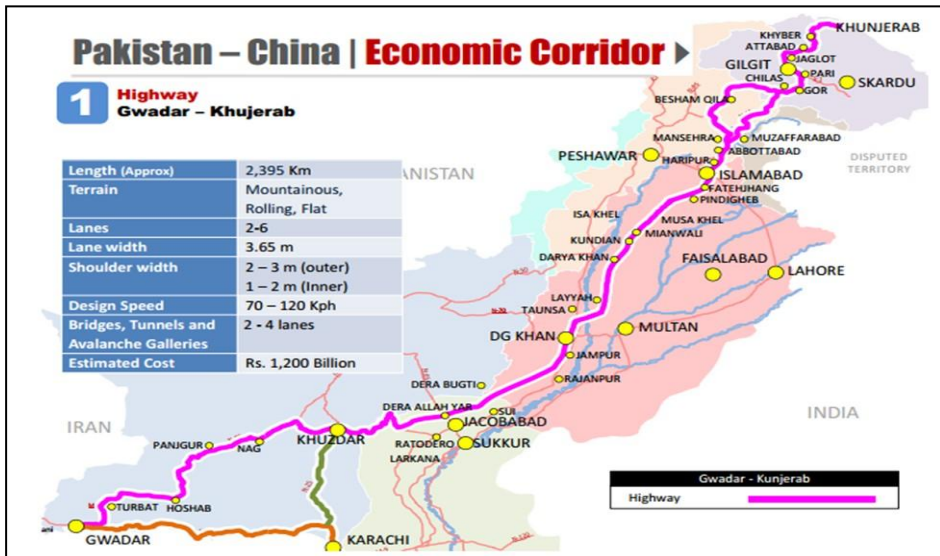 Pakistan – China | Economic Corridor
1
Highway
Gwadar – Khujerab
Length (Approx) 2,395 Km
Terrain Mountainous,
Rolling, Flat
Lanes 2-6
Lane width 3.65 m
Shoulder width 2 – 3 m (outer)
1 – 2 m (Inner)
Design Speed 70 – 120 Kph
Bridges, Tunnels and 2 - 4 lanes
Avalanche Galleries
Estimated Cost Rs. 1,200 Billion
KHUNJERAB
KHYBER
ATTABAD
JAGLOT
GILGIT
PARI
CHILAS
SKARDU
GOR
BESHAM QILA
MANSEHRA
MUZAFFARABAD
ABBOTTABAD
PESHAWAR
HARIPUR
DISPUTED
TERRITORY
ANISTAN
ISLAMABAD
FATEHJHANG
PINDIGHEB
ISA KHEL
MUSA KHEL
MIANWALI
KUNDIAN
DARYA KHAN
FAISALABAD
LAHORE
LAYYAH
TAUNSA
MULTAN
DG KHAN
JAMPUR
RAJANPUR
DERA BUGTI
DERA ALLAH YAR
SUI
JACOBABAD
INDIA
IRAN
KHUZDAR
RATODERO
SUKKUR
LARKANA
PANJGUR
NAG
TURBAT
HOSHAB
GWADAR
KARACHI
Gwadar - Kunjerab
Highway